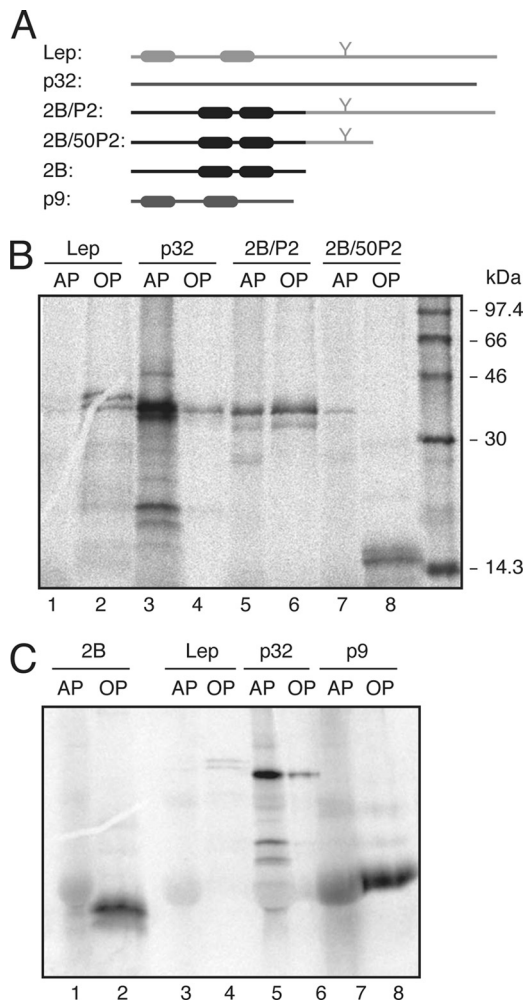 A
Lep:
p32:
2B/P2:
2B/50P2:
2B:
p9:
Y
Y
Y
B
Lep p32 2B/P2 2B/50P2
AP OP AP OP AP OP AP OP kDa
– 97.4
– 66
– 46
– 30
– 14.3
1 2 3 4 5 6 7 8
C
2B Lep p32 p9
AP OP AP OP AP OP AP OP
1 2 3 4 5 6 7 8